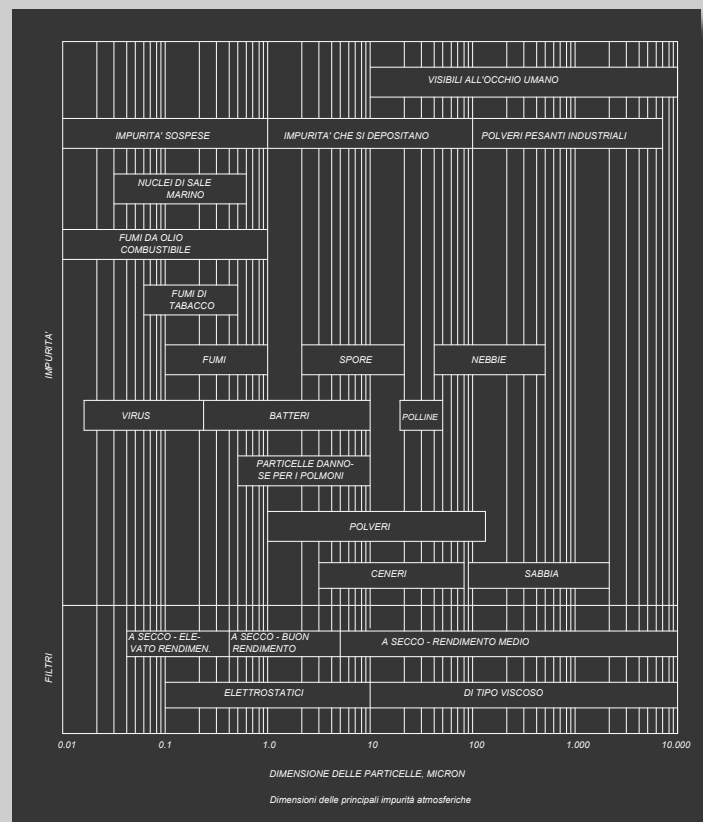 VISIBILI ALL'OCCHIO UMANO
IMPURITA' SOSPESE
IMPURITA' CHE SI DEPOSITANO
POLVERI PESANTI INDUSTRIALI
NUCLEI DI SALE
MARINO
FUMI DA OLIO
COMBUSTIBILE
FUMI DI
TABACCO
IMPURITA'
FUMI
SPORE
NEBBIE
VIRUS
BATTERI
POLLINE
PARTICELLE DANNO-
SE PER I POLMONI
POLVERI
CENERI
SABBIA
FILTRI
A SECCO - ELE-
VATO RENDIMEN.
A SECCO - BUON
RENDIMENTO
A SECCO - RENDIMENTO MEDIO
ELETTROSTATICI
DI TIPO VISCOSO
0.01 0.1 1.0 10 100 1.000 10.000
DIMENSIONE DELLE PARTICELLE, MICRON
Dimensioni delle principali impurità atmosferiche